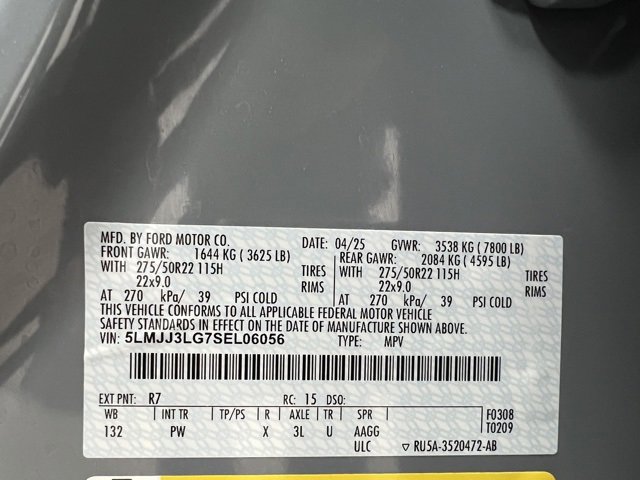 MFD. BY FORD MOTOR CO. DATE: 04/25 GVWR: 3538 KG ( 7800 LB)
FRONT GAWR: 1644 KG ( 3625 LB) REAR GAWR: 2084 KG ( 4595 LB)
WITH 275/50R22 115H TIRES WITH 275/50R22 115H TIRES
22x9.0 RIMS 22x9.0 RIMS
AT 270 kPa/ 39 PSI COLD AT 270 kPa/ 39 PSI COLD
THIS VEHICLE CONFORMS TO ALL APPLICABLE FEDERAL MOTOR VEHICLE
SAFETY STANDARDS IN EFFECT ON THE DATE OF MANUFACTURE SHOWN ABOVE.
VIN: 5LMJJ3LG7SEL06056 TYPE: MPV
EXT PNT: R7 RC: 15 DSO: F0308
WB INT TR TP/PS R AXLE TR SPR T0209
132 PW X 3L U AAGG
ULC RU5A-3520472-AB